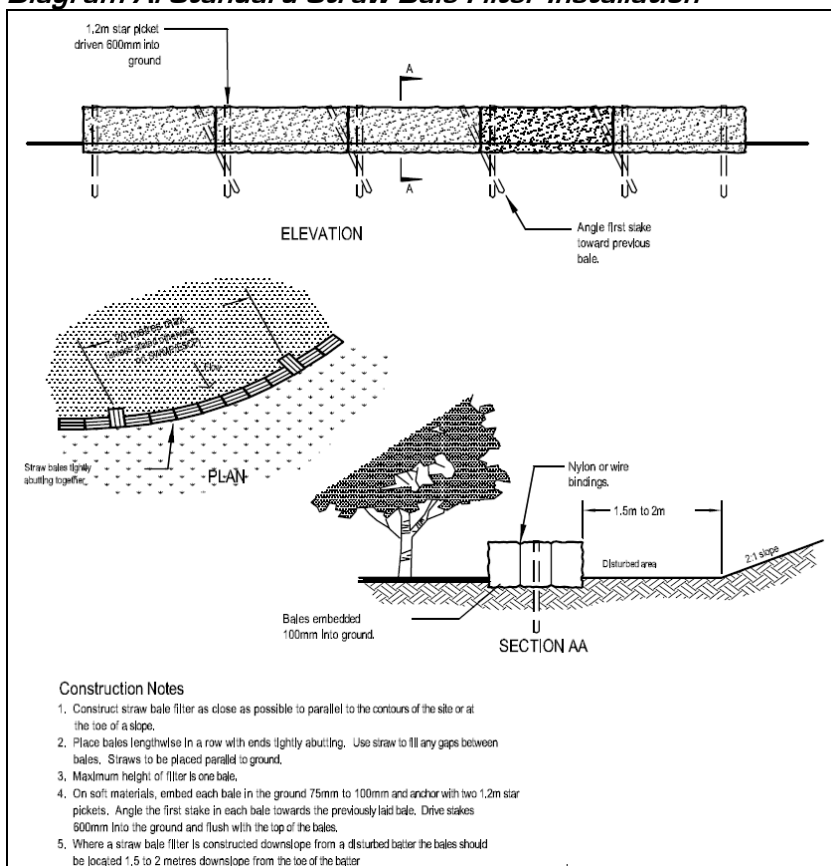 Diagram A: Standard Straw Bale Filter Installation
1.2m star picket
driven 600mm into
ground
A
A
ELEVATION
Angle first stake
toward previous
bale.
20 metres max.
Straw bales tightly
abutting together
PLAN
Nylon or wire
bindings.
1.5m to 2m
Disturbed area
2:1 slope
Bales embedded
100mm into ground.
SECTION AA
Construction Notes
1. Construct straw bale filter as close as possible to parallel to the contours of the site or at
the toe of a slope.
2. Place bales lengthwise in a row with ends tightly abutting. Use straw to fill any gaps between
bales. Straws to be placed parallel to ground.
3. Maximum height of filter is one bale.
4. On soft materials, embed each bale in the ground 75mm to 100mm and anchor with two 1.2m star
pickets. Angle the first stake in each bale towards the previously laid bale. Drive stakes
600mm into the ground and flush with the top of the bales.
5. Where a straw bale filter is constructed downslope from a disturbed batter the bales should
be located 1.5 to 2 metres downslope from the toe of the batter